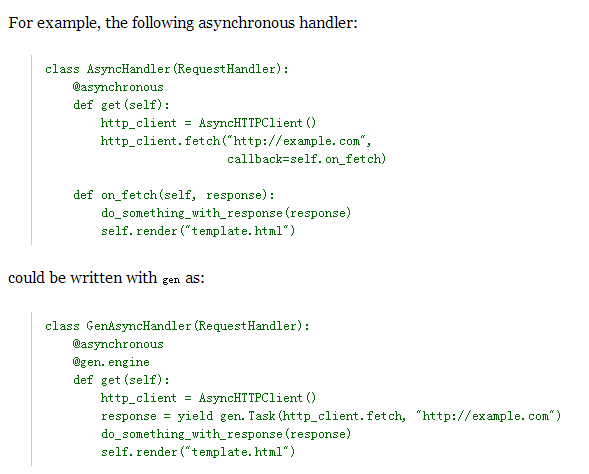 For example, the following asynchronous handler:
class AsyncHandler(RequestHandler):
    @asynchronous
    def get(self):
        http_client = AsyncHTTPClient()
        http_client.fetch("http://example.com",
                          callback=self.on_fetch)

    def on_fetch(self, response):
        do_something_with_response(response)
        self.render("template.html")
could be written with gen as:
class GenAsyncHandler(RequestHandler):
    @asynchronous
    @gen.engine
    def get(self):
        http_client = AsyncHTTPClient()
        response = yield gen.Task(http_client.fetch, "http://example.com")
        do_something_with_response(response)
        self.render("template.html")